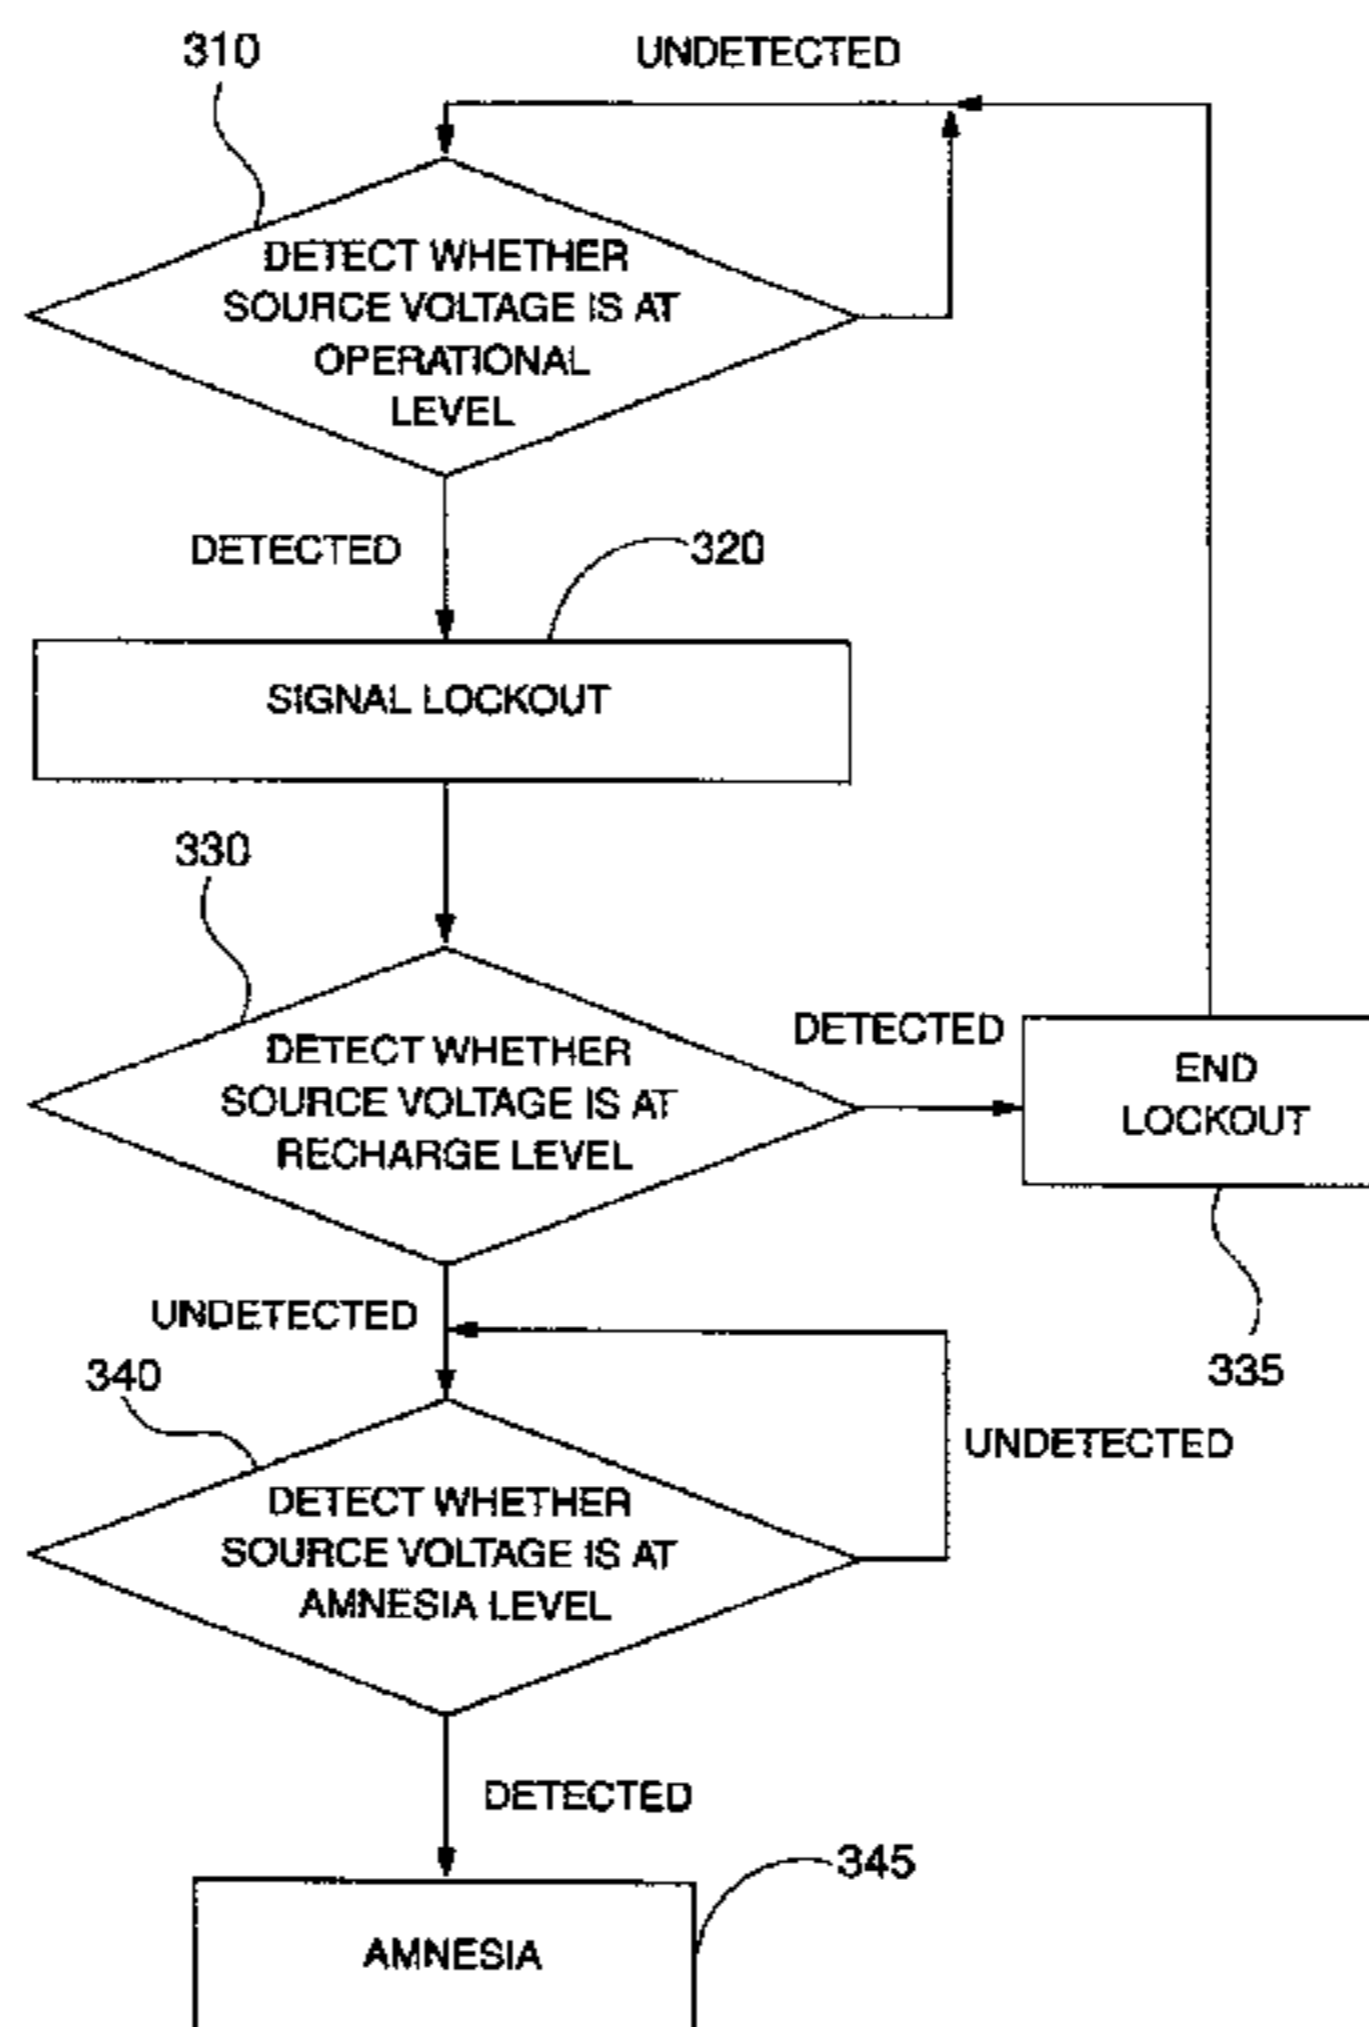 310
UNDETECTED
DETECT WHETHER
SOURCE VOLTAGE IS AT
OPERATIONAL
LEVEL
DETECTED
320
SIGNAL LOCKOUT
330
DETECT WHETHER
SOURCE VOLTAGE IS AT
RECHARGE LEVEL
DETECTED
END
LOCKOUT
335
UNDETECTED
340
UNDETECTED
DETECT WHETHER
SOURCE VOLTAGE IS AT
AMNESIA LEVEL
DETECTED
345
AMNESIA